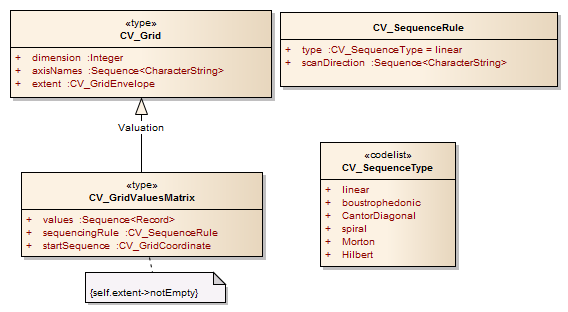 «type»
CV_Grid
+ dimension :Integer
+ axisNames :Sequence<CharacterString>
+ extent :CV_GridEnvelope
CV_SequenceRule
+ type :CV_SequenceType = linear
+ scanDirection :Sequence<CharacterString>
Valuation
«type»
CV_GridValuesMatrix
+ values :Sequence<Record>
+ sequencingRule :CV_SequenceRule
+ startSequence :CV_GridCoordinate
{self.extent->notEmpty}
«codelist»
CV_SequenceType
+ linear
+ boustrophedonic
+ CantorDiagonal
+ spiral
+ Morton
+ Hilbert